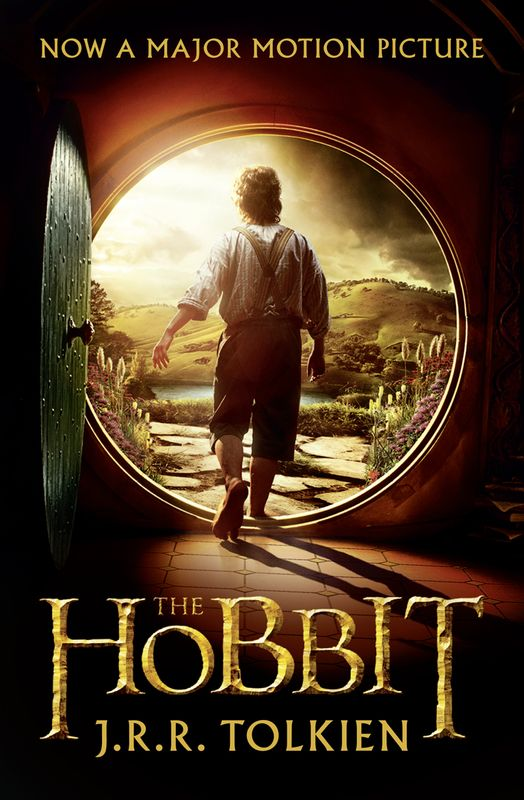 NOW A MAJOR MOTION PICTURE
THE HOBBIT
J.R.R. TOLKIEN